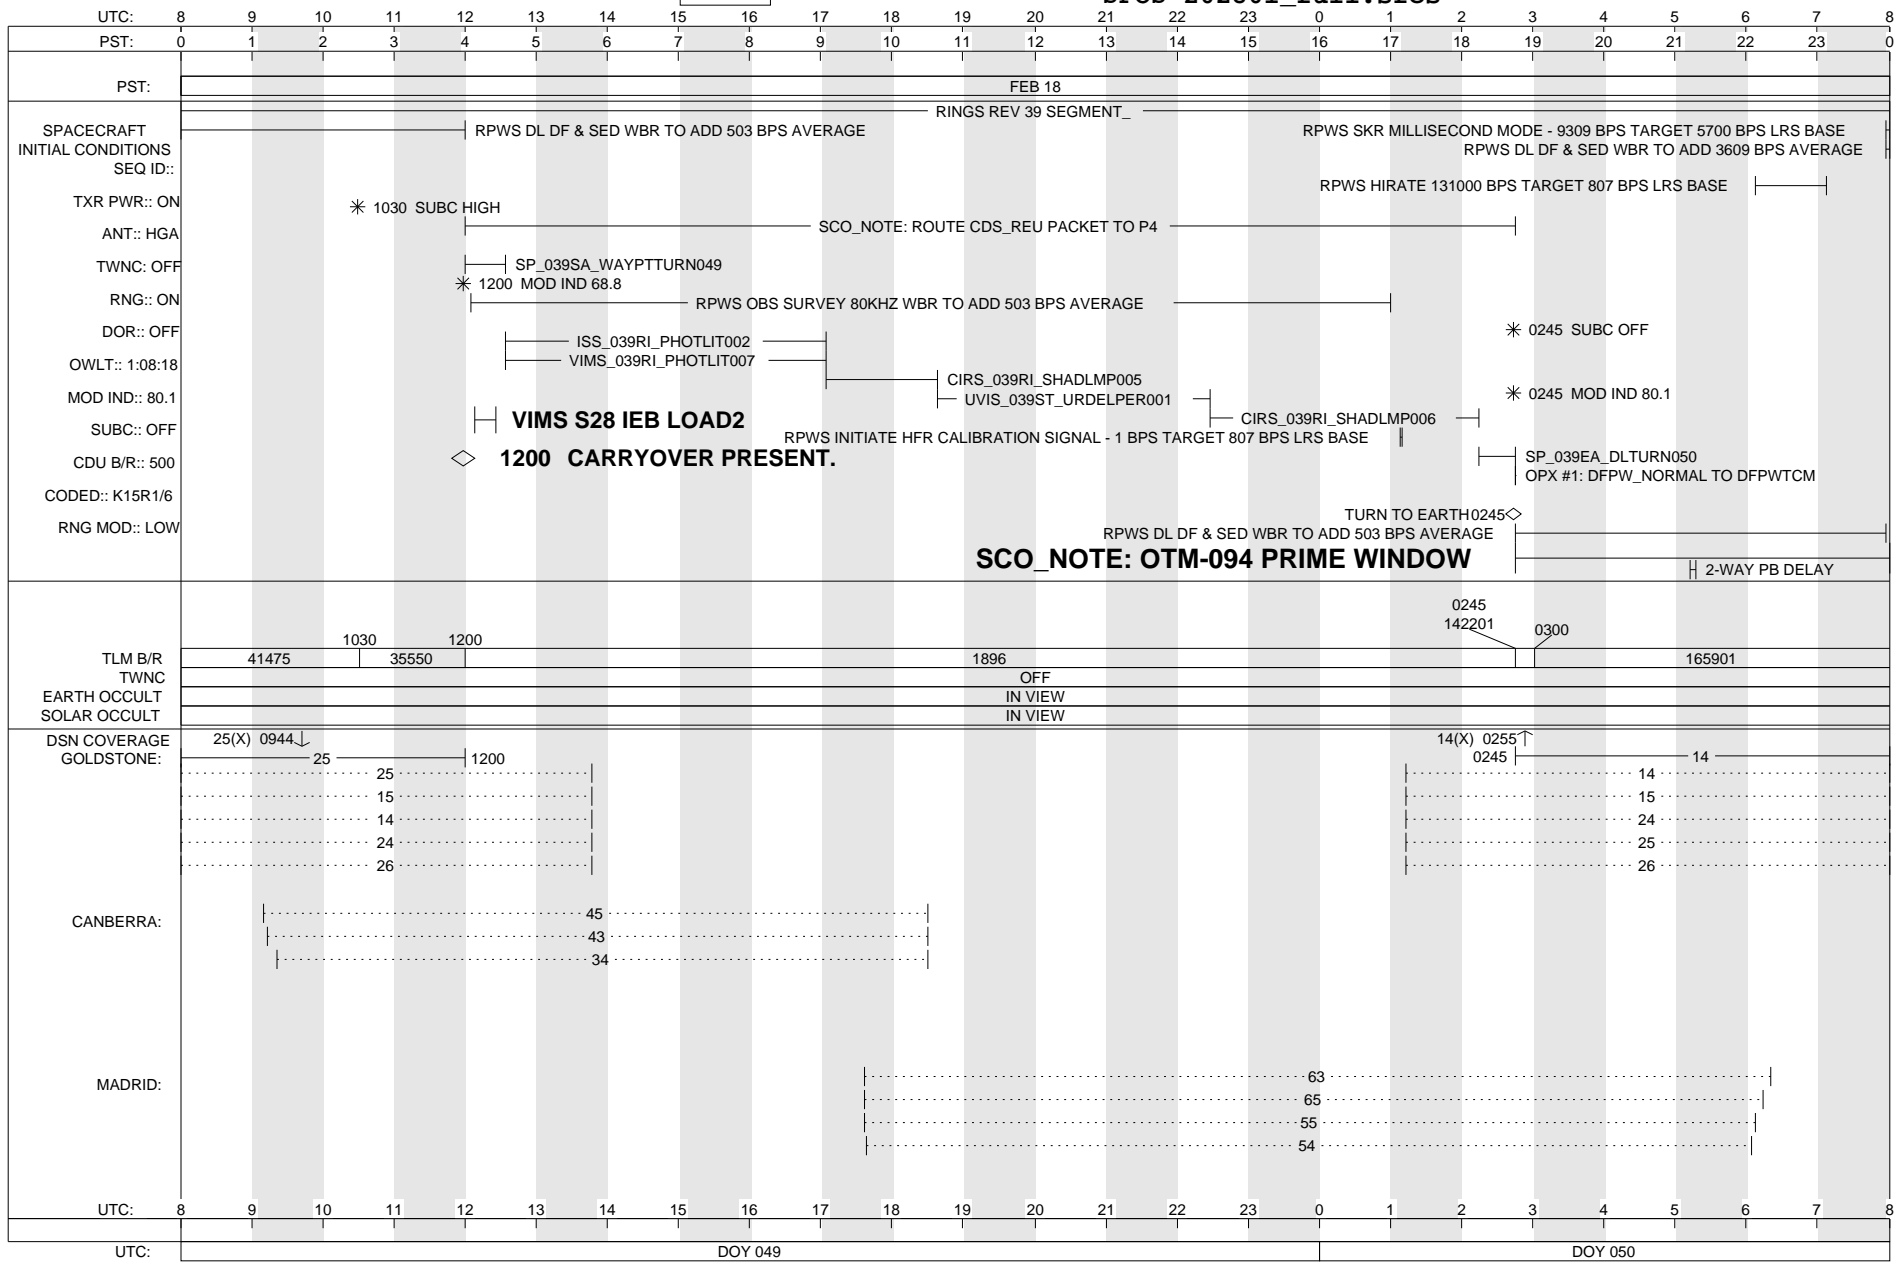 UTC: 8 9 10 11 12 13 14 15 16 17 18 19 20 21 22 23 0 1 2 3 4 5 6 7 8
PST: 0 1 2 3 4 5 6 7 8 9 10 11 12 13 14 15 16 17 18 19 20 21 22 23 0
PST: FEB 18
RINGS REV 39 SEGMENT_
SPACECRAFT
INITIAL CONDITIONS
SEQ ID::
TXR PWR:: ON
ANT:: HGA
TWNC: OFF
RNG:: ON
DOR:: OFF
OWLT:: 1:08:18
MOD IND:: 80.1
SUBC:: OFF
CDU B/R:: 500
CODED:: K15R1/6
RNG MOD:: LOW
RPWS DL DF & SED WBR TO ADD 503 BPS AVERAGE
RPWS SKR MILLISECOND MODE - 9309 BPS TARGET 5700 BPS LRS BASE
RPWS DL DF & SED WBR TO ADD 3609 BPS AVERAGE
RPWS HIRATE 131000 BPS TARGET 807 BPS LRS BASE
1030 SUBC HIGH
SCO_NOTE: ROUTE CDS_REU PACKET TO P4
SP_039SA_WAYPTTURN049
1200 MOD IND 68.8
RPWS OBS SURVEY 80KHZ WBR TO ADD 503 BPS AVERAGE
0245 SUBC OFF
ISS_039RI_PHOTLIT002
VIMS_039RI_PHOTLIT007
CIRS_039RI_SHADLMP005
UVIS_039ST_URDELPER001
0245 MOD IND 80.1
VIMS S28 IEB LOAD2
CIRS_039RI_SHADLMP006
RPWS INITIATE HFR CALIBRATION SIGNAL - 1 BPS TARGET 807 BPS LRS BASE
1200 CARRYOVER PRESENT.
SP_039EA_DLTURN050
OPX #1: DFPW_NORMAL TO DFPWTCM
TURN TO EARTH 0245
RPWS DL DF & SED WBR TO ADD 503 BPS AVERAGE
SCO_NOTE: OTM-094 PRIME WINDOW
2-WAY PB DELAY
0245
142201
1030 1200 0300
TLM B/R 41475 35550 1896 165901
TWNC OFF
EARTH OCCULT IN VIEW
SOLAR OCCULT IN VIEW
DSN COVERAGE 25(X) 0944 14(X) 0255
GOLDSTONE: 25 1200 0245 14
25 14
15 15
14 24
24 25
26 26
CANBERRA: 45
43
34
MADRID: 63
65
55
54
UTC: 8 9 10 11 12 13 14 15 16 17 18 19 20 21 22 23 0 1 2 3 4 5 6 7 8
UTC: DOY 049 DOY 050